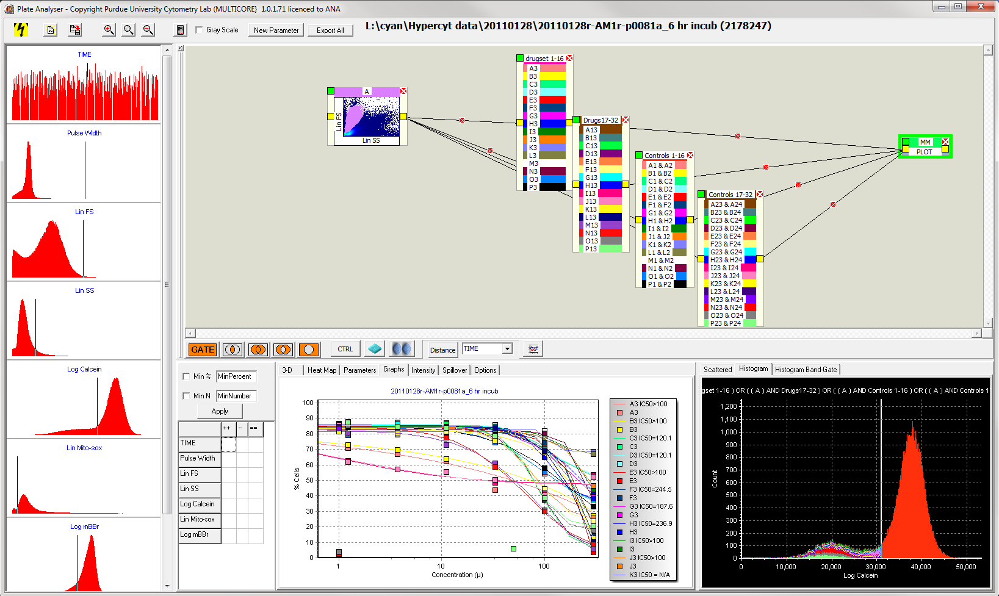 Plate Analyser - Copyright Purdue University Cytometry Lab (MULTICORE}  1.0.1.71 licenced to ANA
Gray Scale
New Parameter
Export All
L:\cyan\Hypercyt data\20110128\20110128r-AM1r-p0081a_6 hr incub (2178247)
TIME
Pulse Width
Lin FS
Lin SS
Log Calcein
Lin Mito-sox
Log mBBr
A
Lin FS
Lin SS
drugset 1-16
A3
B3
C3
D3
E3
F3
G3
H3
I3
J3
K3
L3
M3
N3
O3
P3
Drugs17-32
A13
B13
C13
D13
E13
F13
G13
H13
I13
J13
K13
L13
M13
N13
O13
P13
Controls 1-16
A1 & A2
B1 & B2
C1 & C2
D1 & D2
E1 & E2
F1 & F2
G1 & G2
H1 & H2
I1 & I2
J1 & J2
K1 & K2
L1 & L2
M1 & M2
N1 & N2
O1 & O2
P1 & P2
Controls 17-32
A23 & A24
B23 & B24
C23 & C24
D23 & D24
E23 & E24
F23 & F24
G23 & G24
H23 & H24
I23 & I24
J23 & J24
K23 & K24
L23 & L24
M23 & M24
N23 & N24
O23 & O24
P23 & P24
MM
PLOT
GATE
CTRL
Distance
TIME
Min %
MinPercent
Min N
MinNumber
Apply
++ -- ==
TIME
Pulse Width
Lin FS
Lin SS
Log Calcein
Lin Mito-sox
Log mBBr
3-D Heat Map Parameters Graphs Intensity Spillover Options
20110128r-AM1r-p0081a_6 hr incub
% Cells
100
90
80
70
60
50
40
30
20
10
0
1 10 100
Concentration (µ)
A3 IC50>100
A3
B3 IC50>100
B3
C3 IC50=120.1
C3
D3 IC50=120.1
D3
E3 IC50>100
E3
F3 IC50=244.5
F3
G3 IC50=187.6
G3
H3 IC50=236.9
H3
I3 IC50>100
I3
J3 IC50>100
J3
K3 IC50 = N/A
Scattered Histogram Histogram Band-Gate
gset 1-16 ) OR ( ( A ) AND Drugs17-32 ) OR ( ( A ) AND Controls 1-16 ) OR ( ( A ) AND Controls 1
Count
1,200
1,100
1,000
900
800
700
600
500
400
300
200
100
0
0 10,000 20,000 30,000 40,000 50,000
Log Calcein